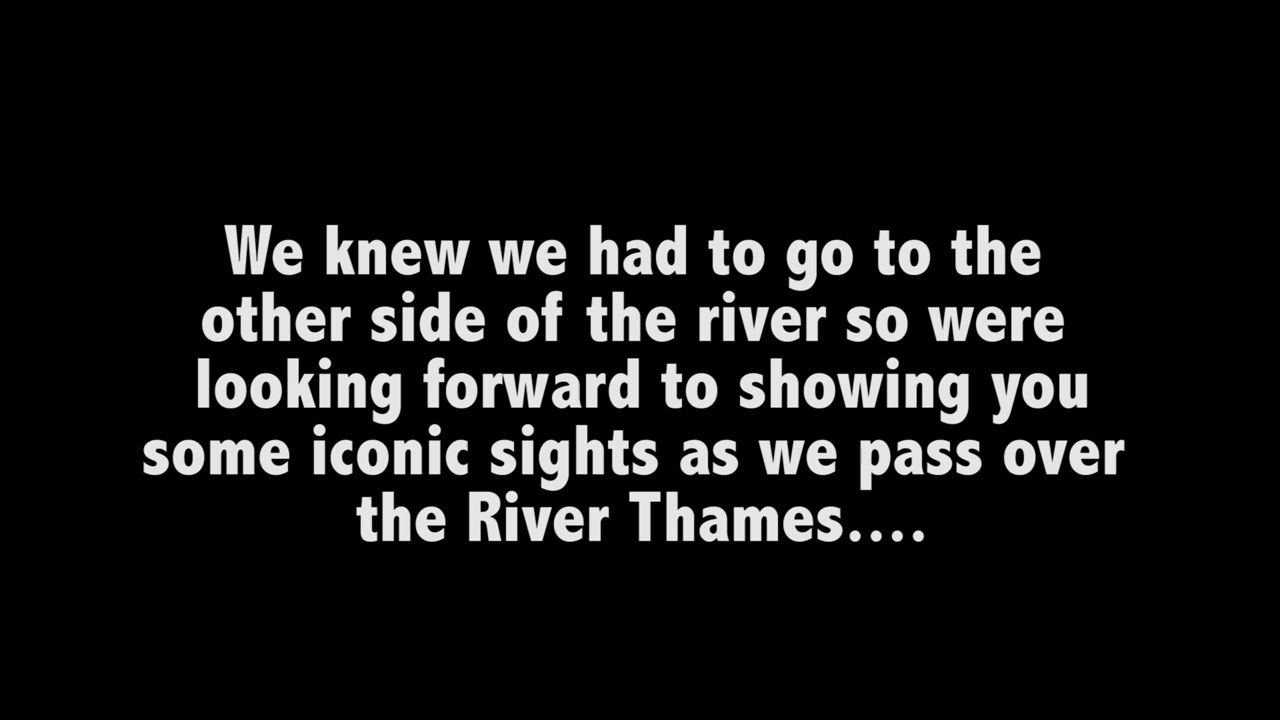 We knew we had to go to the
other side of the river so were
looking forward to showing you
some iconic sights as we pass over
the River Thames....